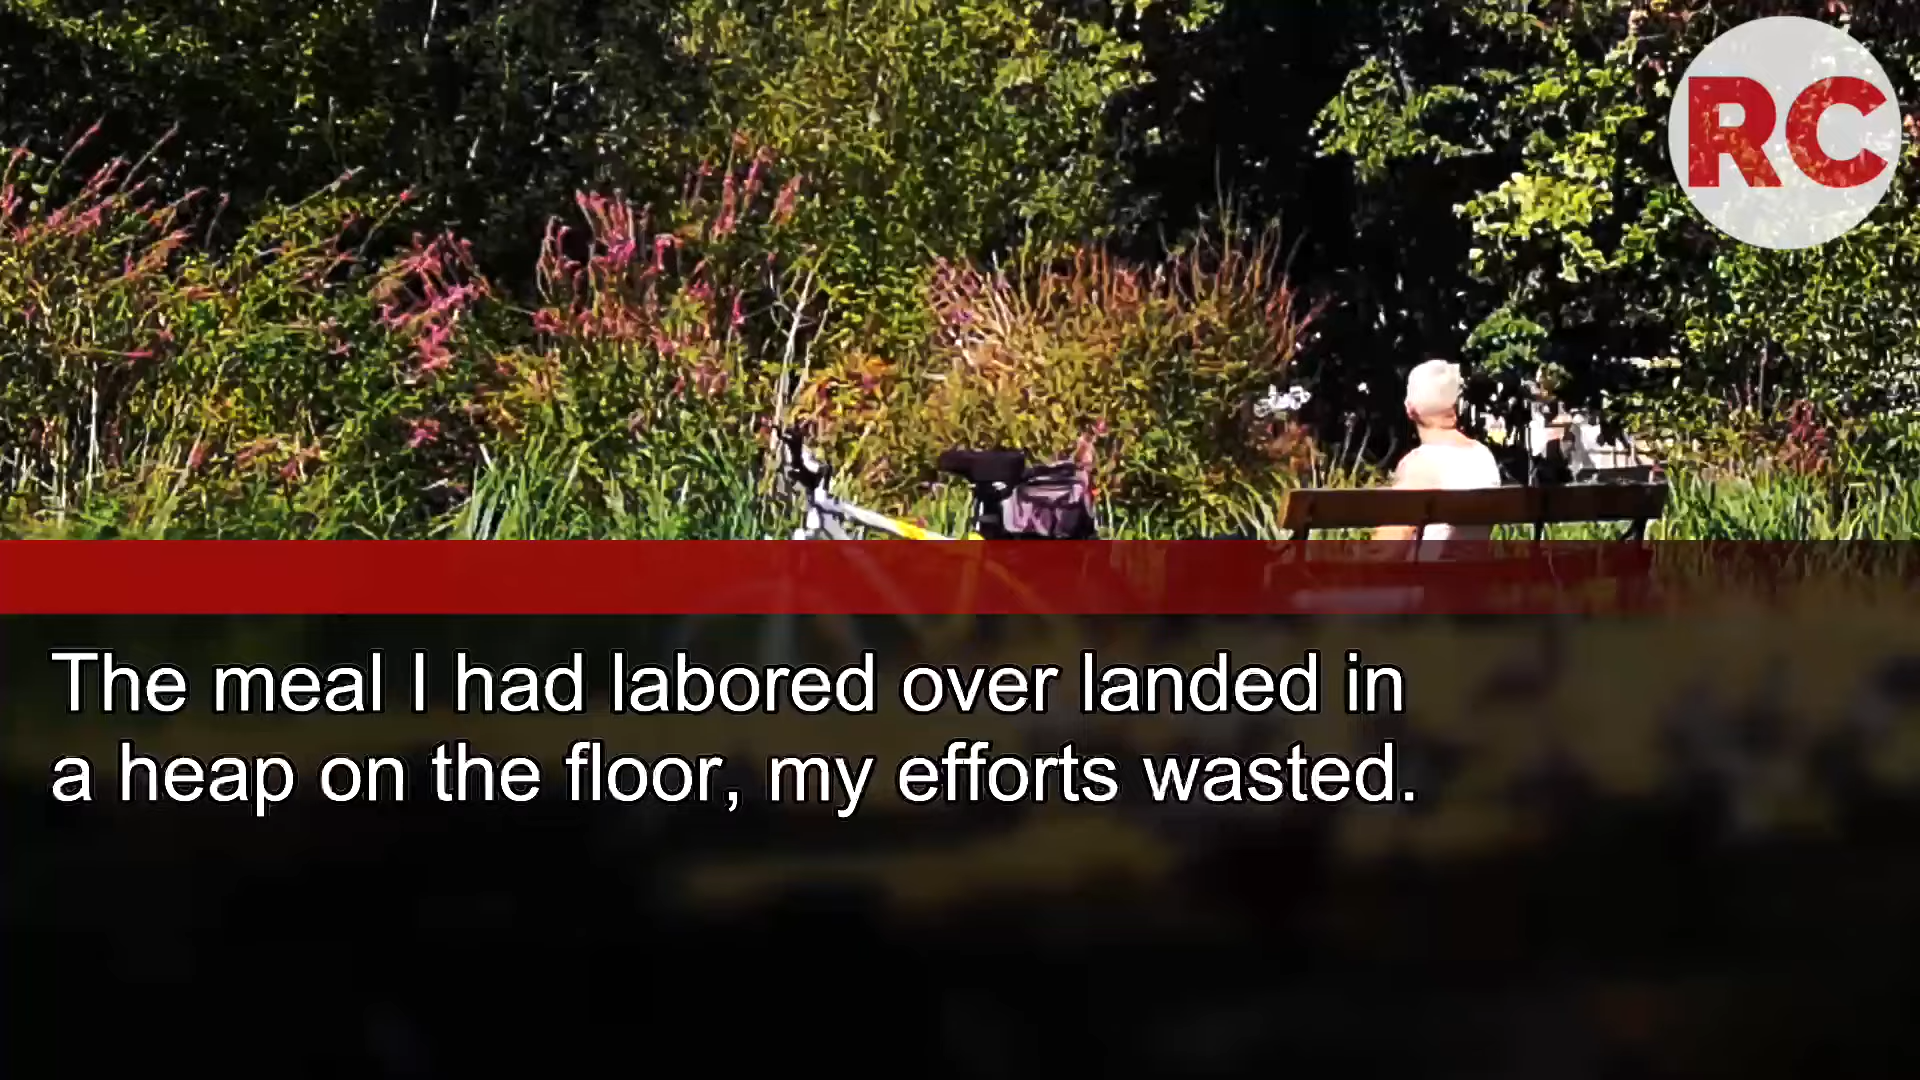 RC
The meal I had labored over landed in
a heap on the floor, my efforts wasted.